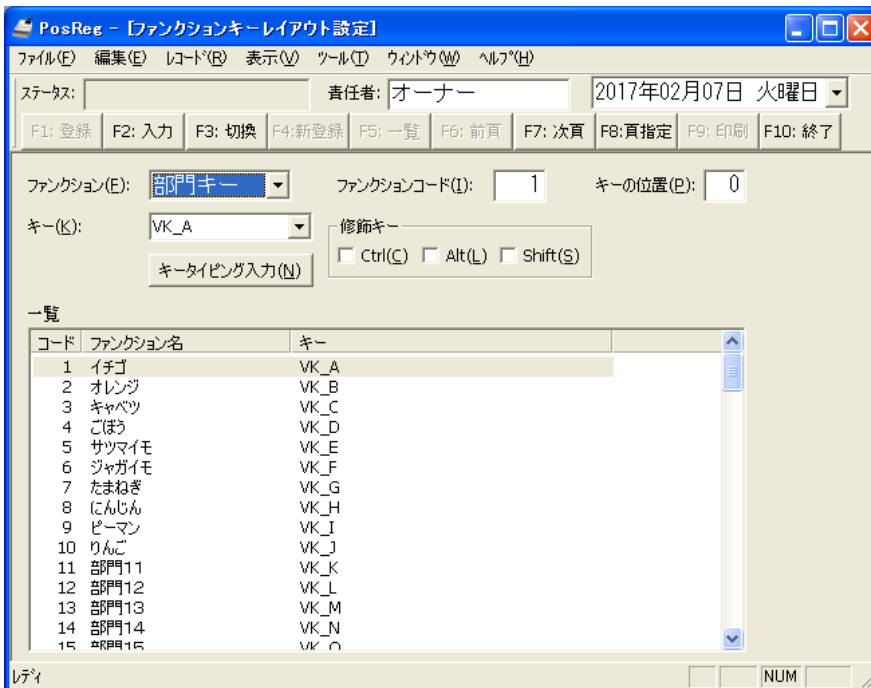 PosReg - [ファンクションキーレイアウト設定]
ファイル(F) 編集(E) レコード(R) 表示(V) ツール(T) ウィンドウ(W) ヘルプ(H)
ステータス: 責任者: オーナー 2017年02月07日 火曜日
F1: 登録 F2: 入力 F3: 切換 F4:新登録 F5: 一覧 F6: 前頁 F7: 次頁 F8:頁指定 F9: 印刷 F10: 終了
ファンクション(E): 部門キー ファンクションコード(I): 1 キーの位置(P): 0
キー(K): VK_A 修飾キー
キータイピング入力(N) Ctrl(C) Alt(L) Shift(S)
一覧
コード ファンクション名 キー
1 イチゴ VK_A
2 オレンジ VK_B
3 キャベツ VK_C
4 ごぼう VK_D
5 サツマイモ VK_E
6 ジャガイモ VK_F
7 たまねぎ VK_G
8 にんじん VK_H
9 ピーマン VK_I
10 りんご VK_J
11 部門11 VK_K
12 部門12 VK_L
13 部門13 VK_M
14 部門14 VK_N
15 部門15 VK_O
レディ NUM